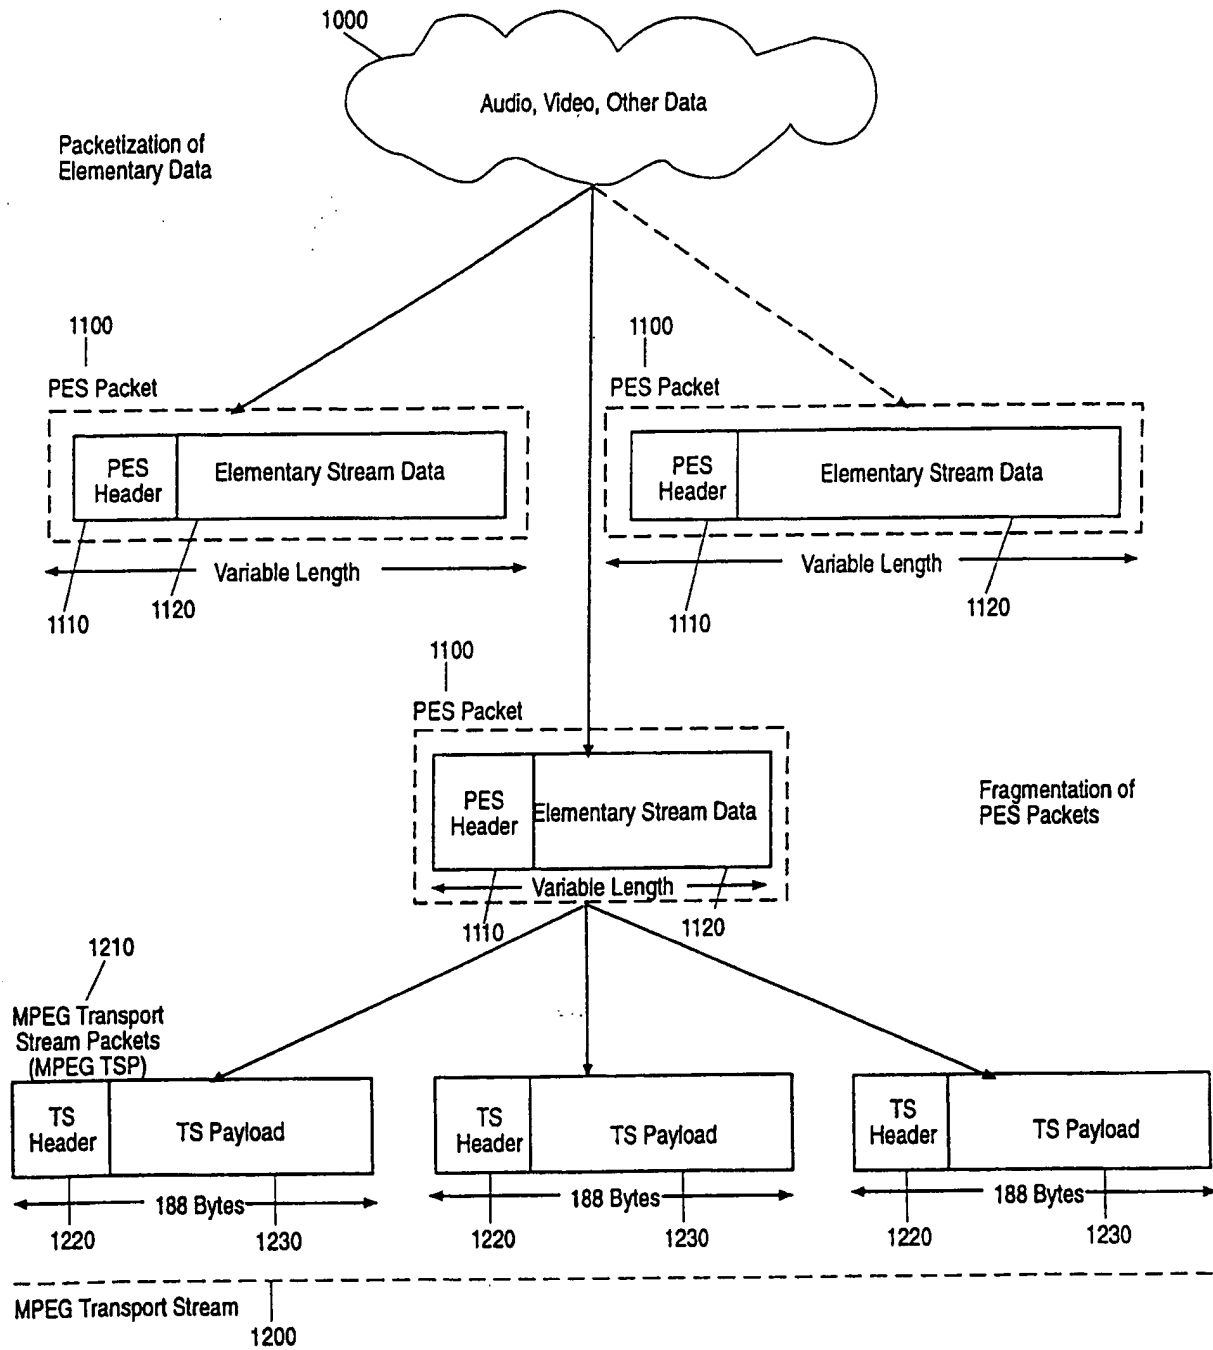 1000
Audio, Video, Other Data
Packetization of
Elementary Data
1100
PES Packet
PES
Header
Elementary Stream Data
Variable Length
1110
1120
1100
PES Packet
PES
Header
Elementary Stream Data
Variable Length
1110
1120
1100
PES Packet
PES
Header
Elementary Stream Data
Variable Length
1110
1120
Fragmentation of
PES Packets
1210
MPEG Transport
Stream Packets
(MPEG TSP)
TS
Header
TS Payload
188 Bytes
1220
1230
TS
Header
TS Payload
188 Bytes
1220
1230
TS
Header
TS Payload
188 Bytes
1220
1230
MPEG Transport Stream
1200